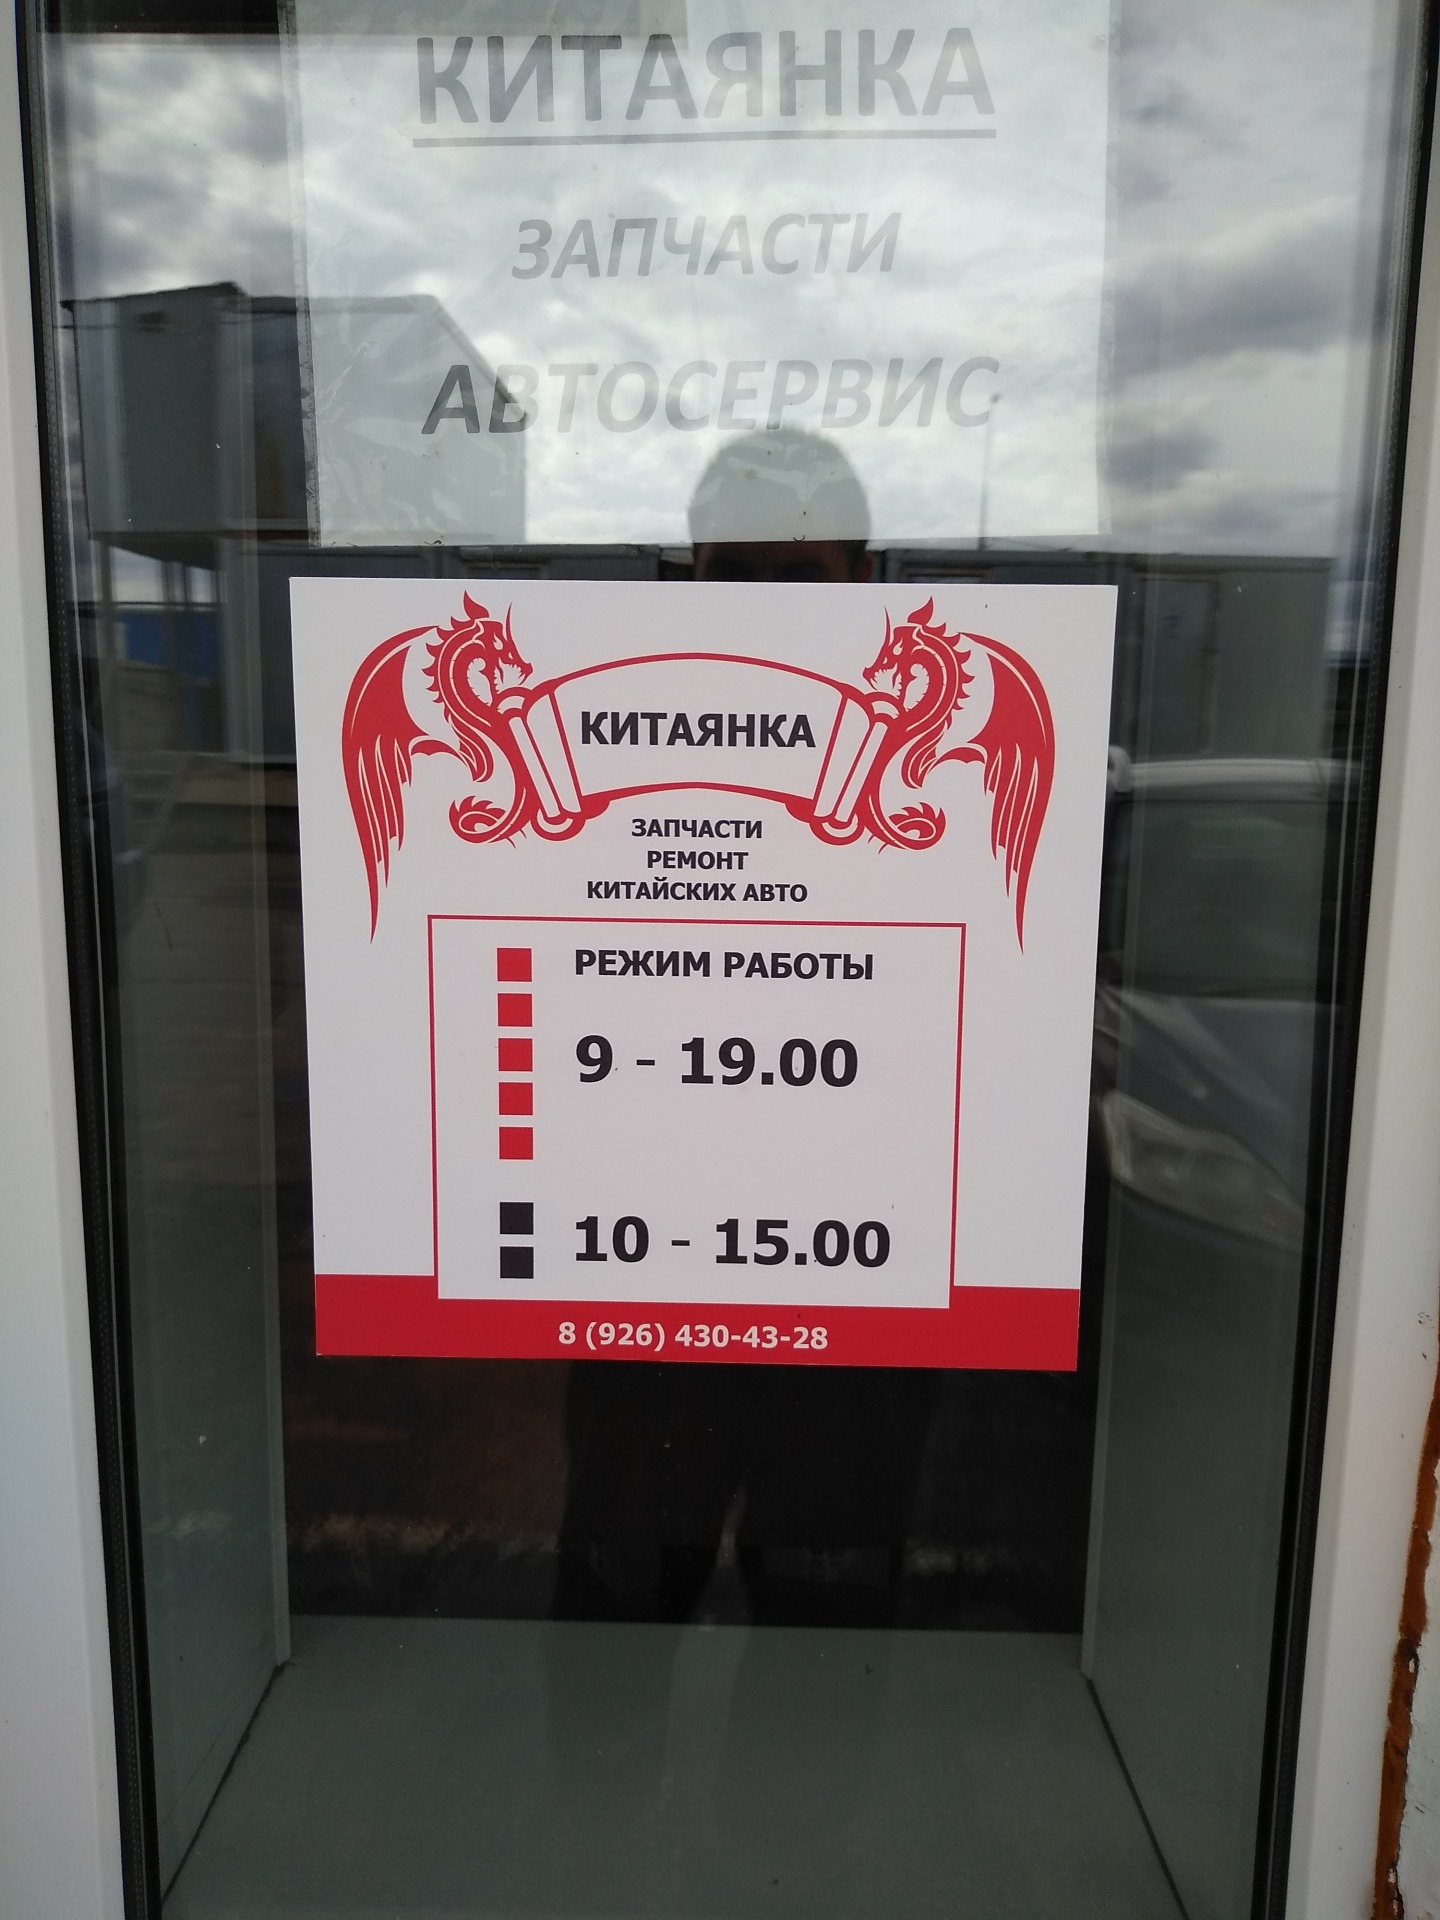 КИТАЯНКА
ЗАПЧАСТИ
АВТОСЕРВИС
КИТАЯНКА
ЗАПЧАСТИ
РЕМОНТ
КИТАЙСКИХ АВТО
РЕЖИМ РАБОТЫ
9 - 19.00
10 - 15.00
8 (926) 430-43-28